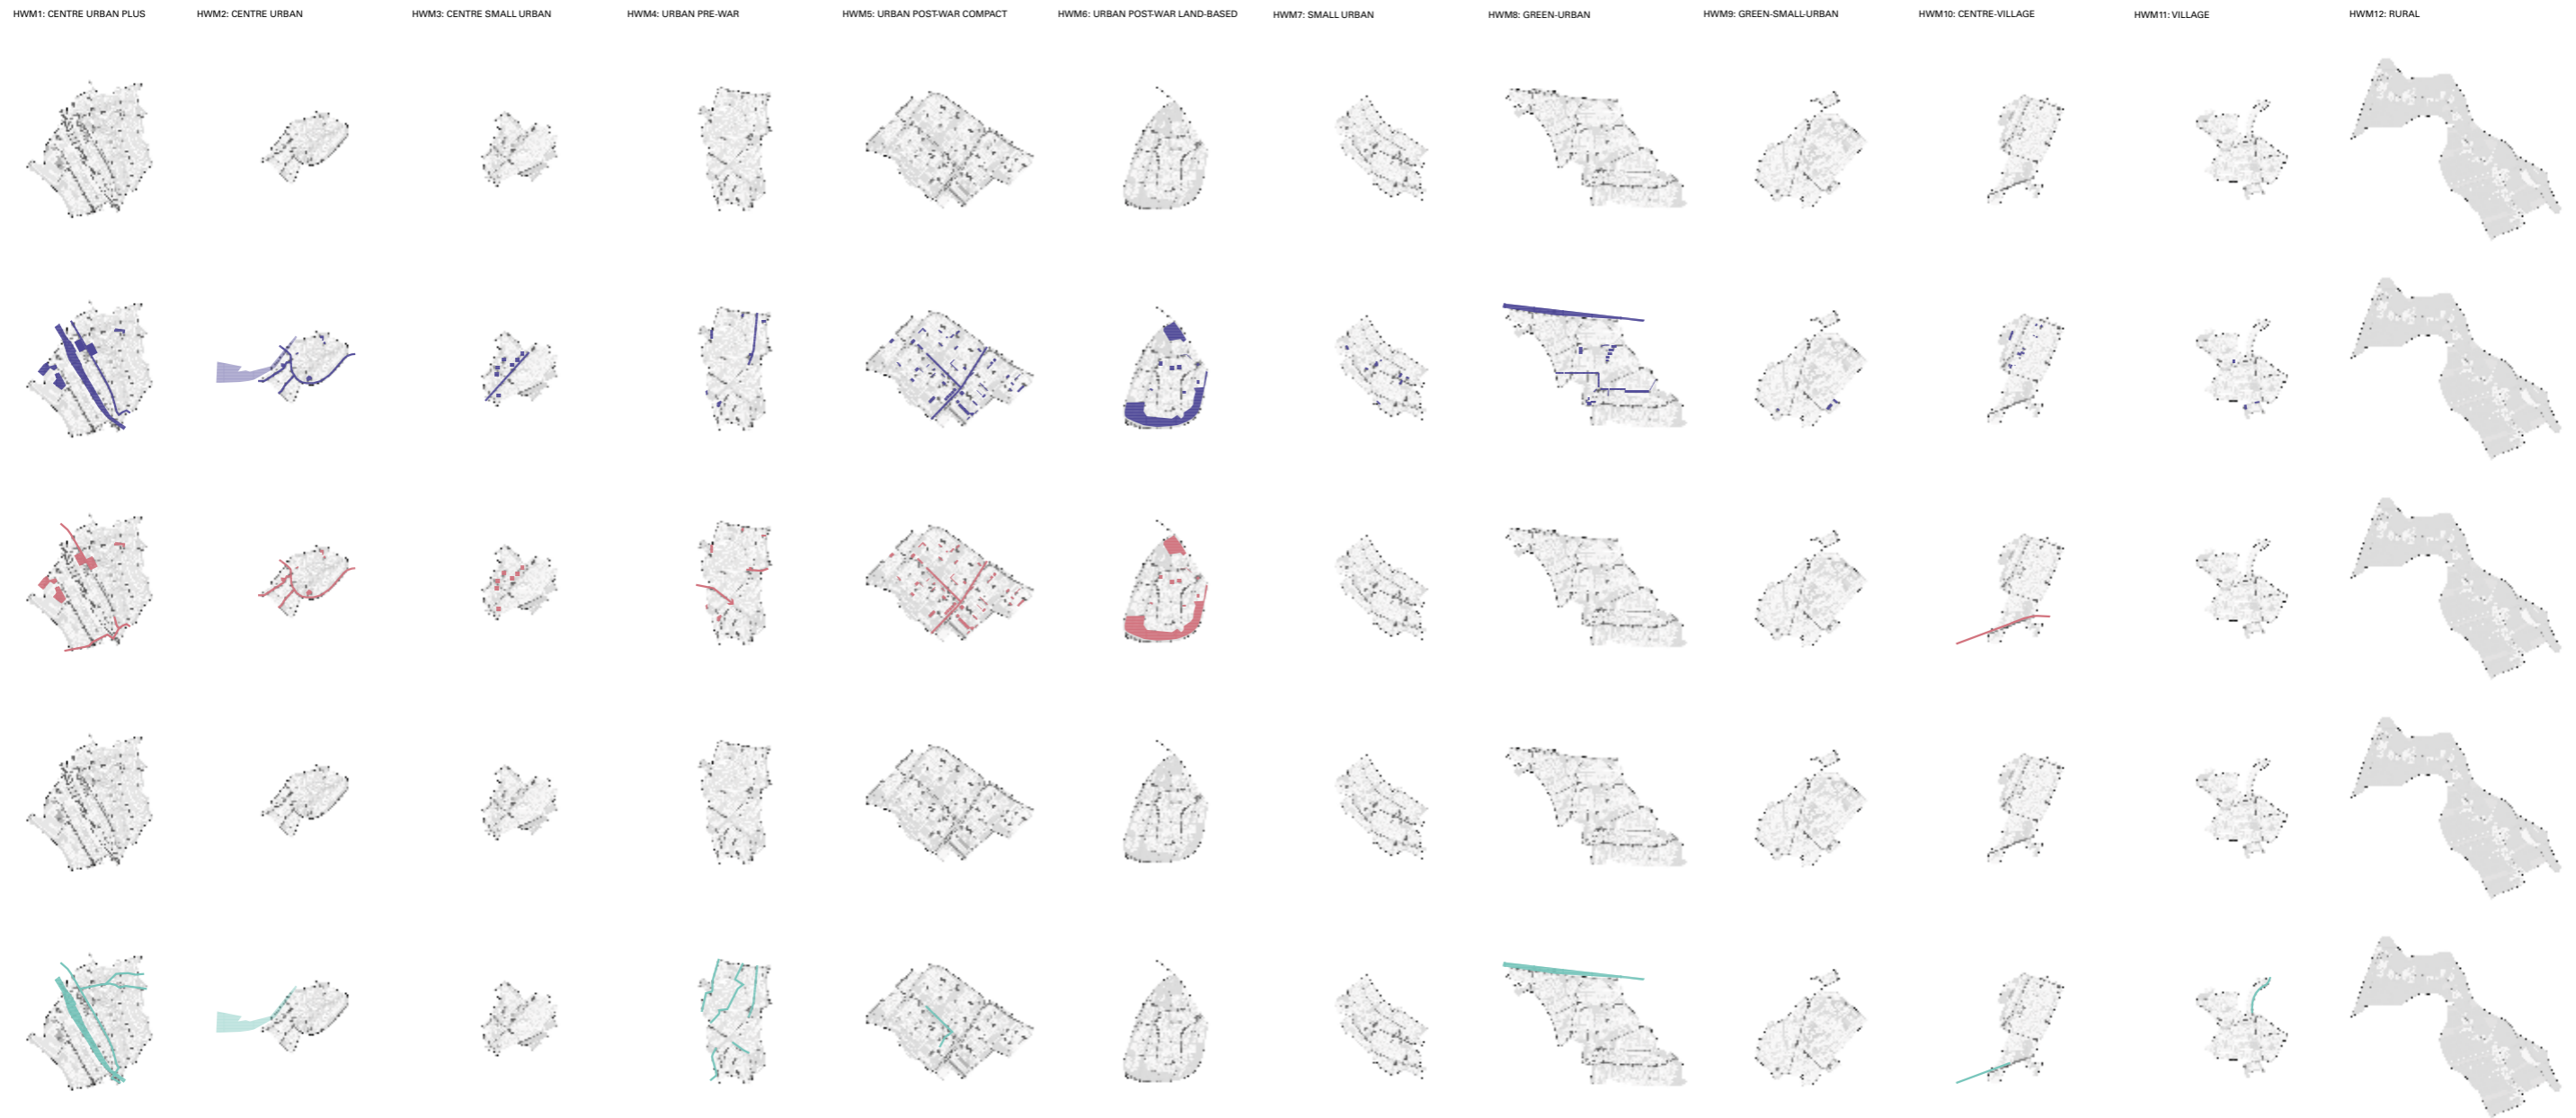 HWM1: CENTRE URBAN PLUS
HWM2: CENTRE URBAN
HWM3: CENTRE SMALL URBAN
HWM4: URBAN PRE-WAR
HWM5: URBAN POST-WAR COMPACT
HWM6: URBAN POST-WAR LAND-BASED
HWM7: SMALL URBAN
HWM8: GREEN-URBAN
HWM9: GREEN-SMALL-URBAN
HWM10: CENTRE-VILLAGE
HWM11: VILLAGE
HWM12: RURAL